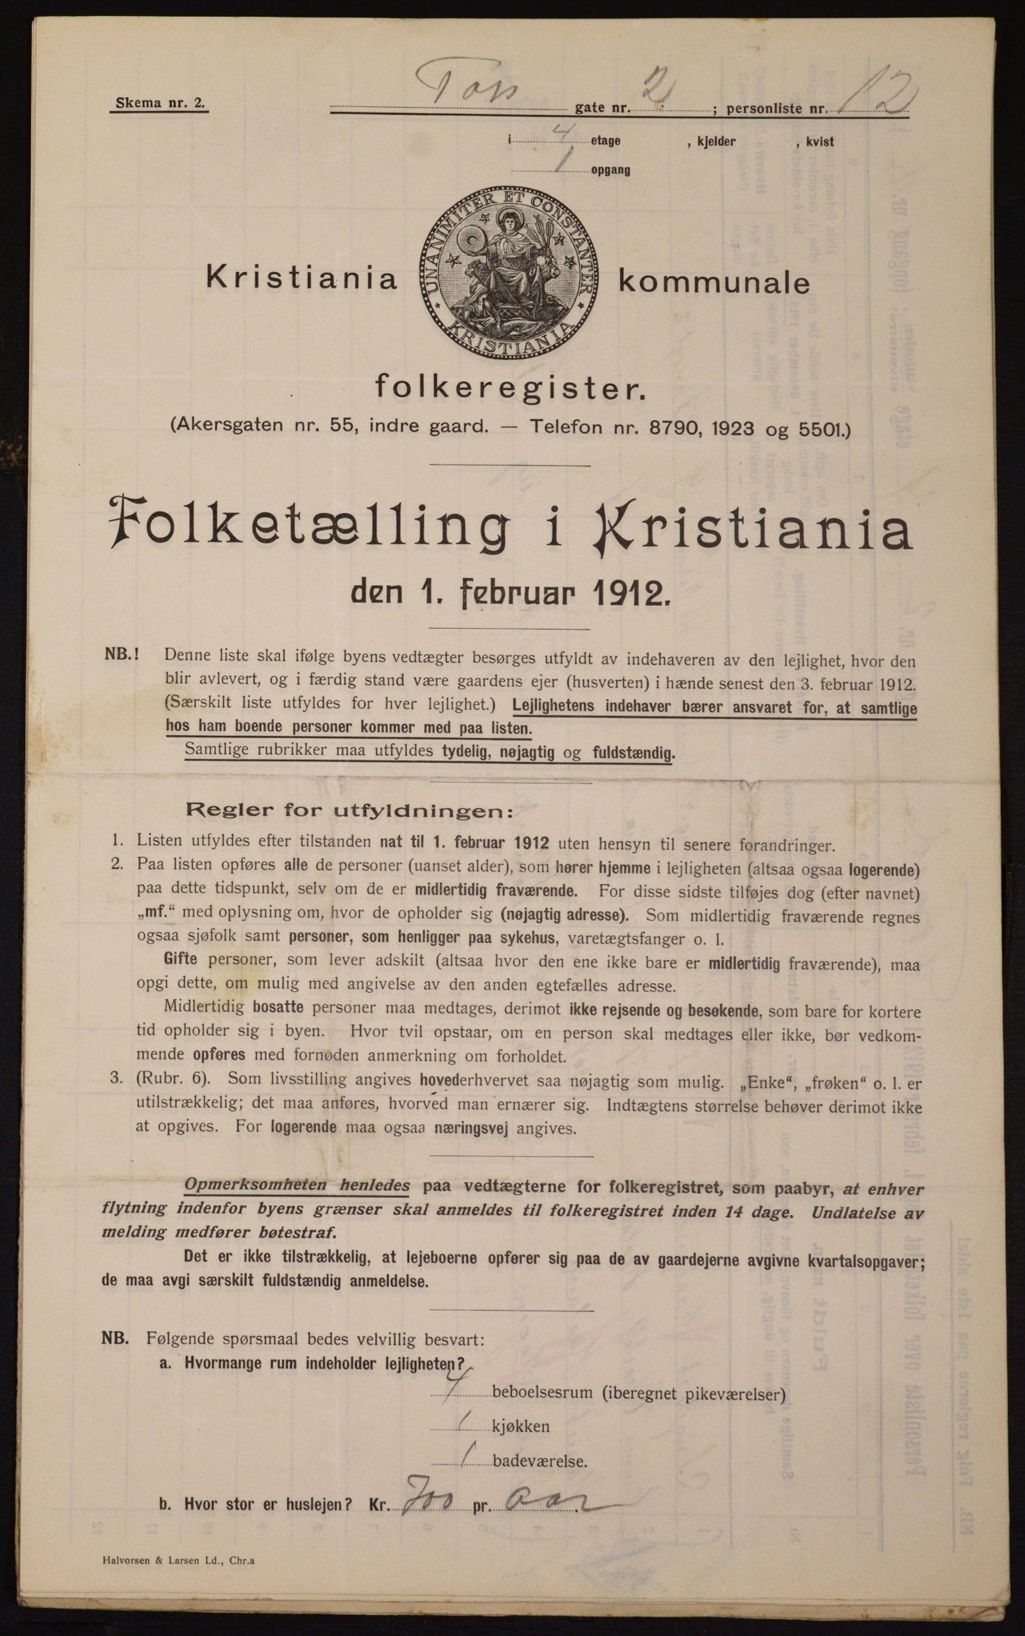 Skema nr. 2.
Toss gate nr. 2 ; personliste nr. 12
i 4 etage , kjelder , kvist
1 opgang
UNANIMITER ET CONSTANTER
KRISTIANIA
Kristiania kommunale
folkeregister.
(Akersgaten nr. 55, indre gaard. — Telefon nr. 8790, 1923 og 5501.)
Folketælling i Kristiania
den 1. februar 1912.
NB.! Denne liste skal ifølge byens vedtægter besørges utfyldt av indehaveren av den lejlighet, hvor den
blir avlevert, og i færdig stand være gaardens ejer (husverten) i hænde senest den 3. februar 1912.
(Særskilt liste utfyldes for hver lejlighet.) Lejlighetens indehaver bærer ansvaret for, at samtlige
hos ham boende personer kommer med paa listen.
Samtlige rubrikker maa utfyldes tydelig, nøjagtig og fuldstændig.
Regler for utfyldningen:
1. Listen utfyldes efter tilstanden nat til 1. februar 1912 uten hensyn til senere forandringer.
2. Paa listen opføres alle de personer (uanset alder), som hører hjemme i lejligheten (altsaa ogsaa logerende)
paa dette tidspunkt, selv om de er midlertidig fraværende. For disse sidste tilføjes dog (efter navnet)
„mf.“ med oplysning om, hvor de opholder sig (nøjagtig adresse). Som midlertidig fraværende regnes
ogsaa sjøfolk samt personer, som henligger paa sykehus, varetægtsfanger o. l.
Gifte personer, som lever adskilt (altsaa hvor den ene ikke bare er midlertidig fraværende), maa
opgi dette, om mulig med angivelse av den anden egtefælles adresse.
Midlertidig bosatte personer maa medtages, derimot ikke rejsende og besøkende, som bare for kortere
tid opholder sig i byen. Hvor tvil opstaar, om en person skal medtages eller ikke, bør vedkom-
mende opføres med fornøden anmerkning om forholdet.
3. (Rubr. 6). Som livsstilling angives hovederhvervet saa nøjagtig som mulig. „Enke“, „frøken“ o. l. er
utilstrækkelig; det maa anføres, hvorved man ernærer sig. Indtægtens størrelse behøver derimot ikke
at opgives. For logerende maa ogsaa næringsvej angives.
Opmerksomheten henledes paa vedtægterne for folkeregistret, som paabyr, at enhver
flytning indenfor byens grænser skal anmeldes til folkeregistret inden 14 dage. Undlatelse av
melding medfører bøtestraf.
Det er ikke tilstrækkelig, at lejeboerne opfører sig paa de av gaardejerne avgivne kvartalsopgaver;
de maa avgi særskilt fuldstændig anmeldelse.
NB. Følgende spørsmaal bedes velvillig besvart:
a. Hvormange rum indeholder lejligheten?
4 beboelsesrum (iberegnet pikeværelser)
1 kjøkken
1 badeværelse.
b. Hvor stor er huslejen? Kr. 700 pr. aar.
Halvorsen & Larsen Ld., Chr.a